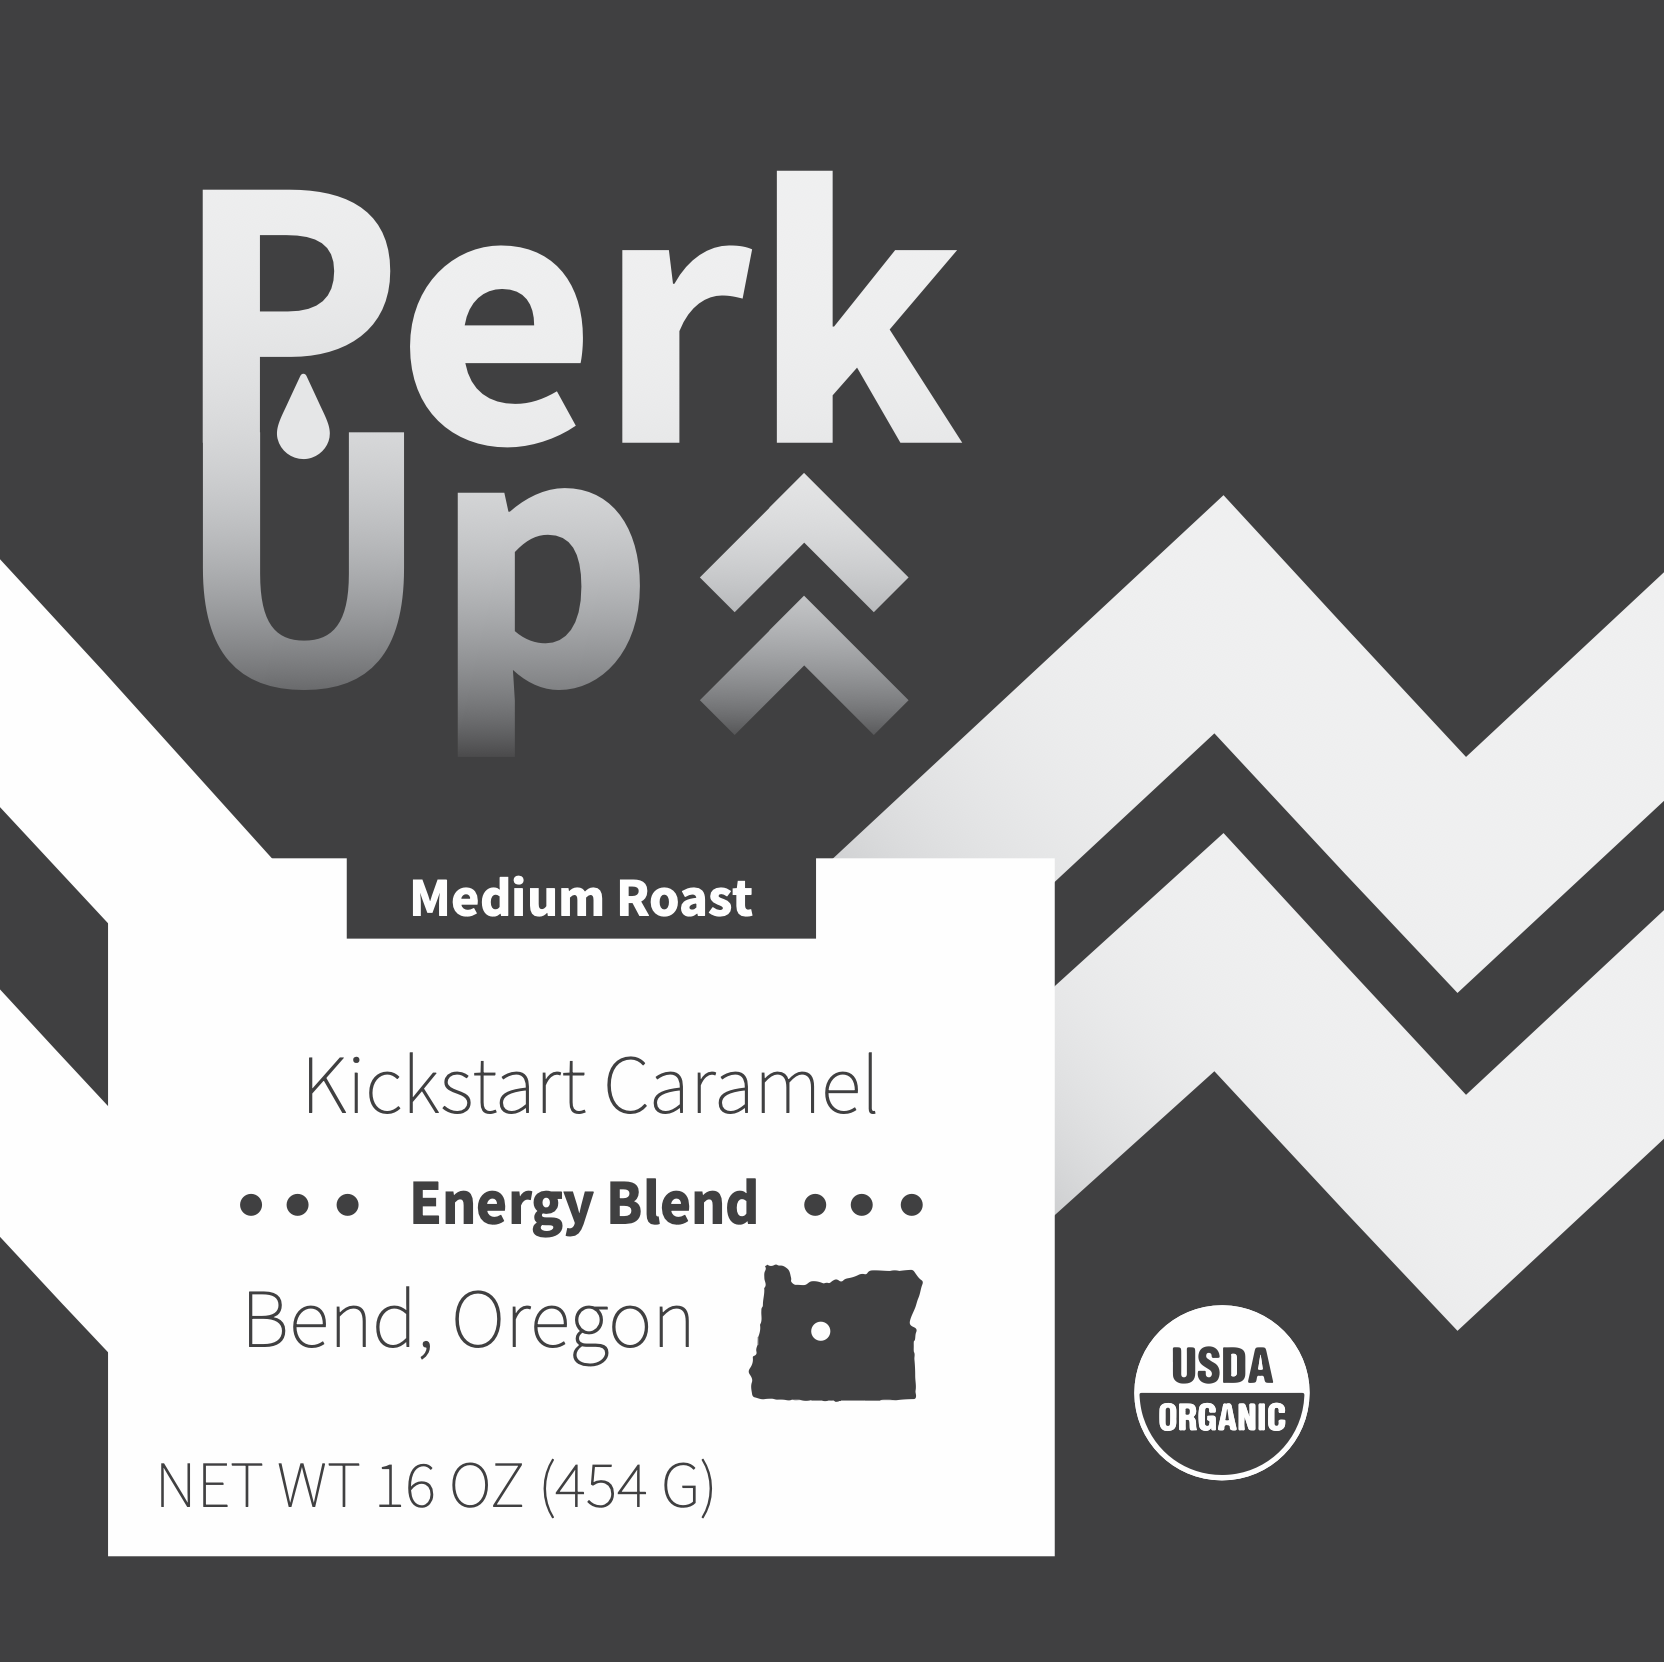 Perk
Up
Medium Roast
Kickstart Caramel
Energy Blend
Bend, Oregon
NET WT 16 OZ (454 G)
USDA
ORGANIC